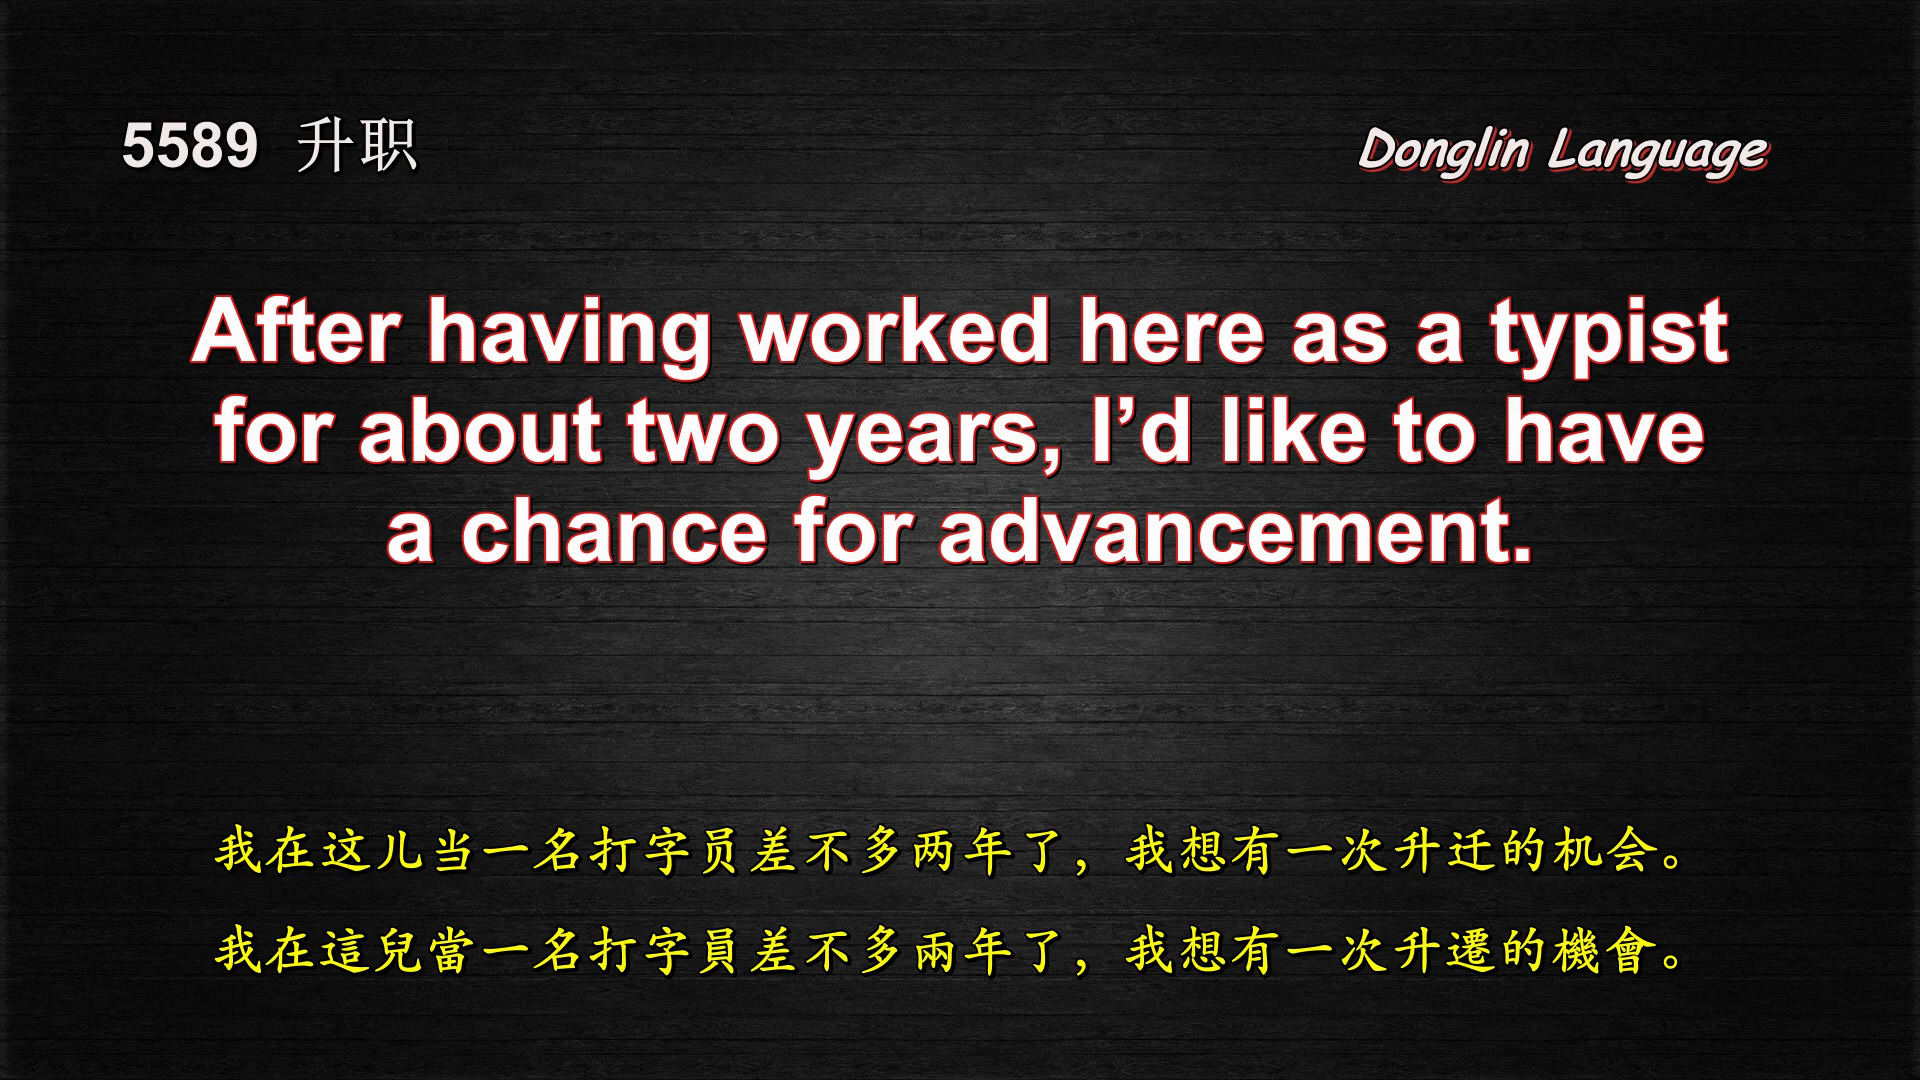 5589 升职
Donglin Language
After having worked here as a typist
for about two years, I’d like to have
a chance for advancement.
我在这儿当一名打字员差不多两年了，我想有一次升迁的机会。
我在這兒當一名打字員差不多兩年了，我想有一次升遷的機會。